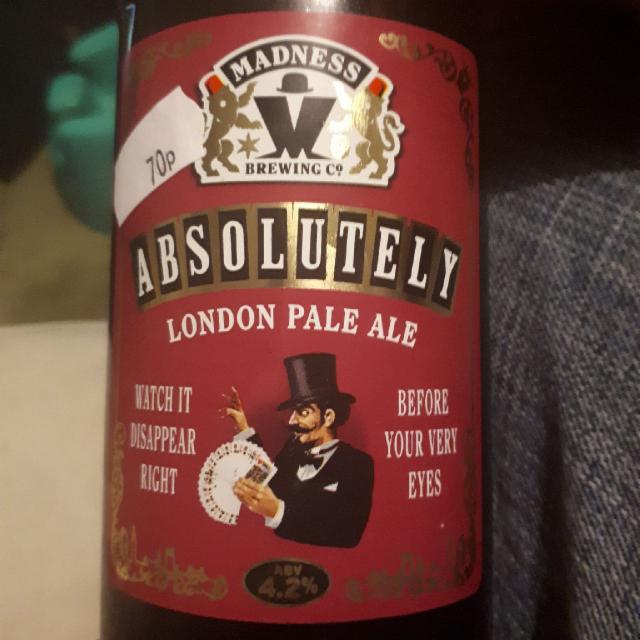 MADNESS
BREWING Cº
70p
ABSOLUTELY
LONDON PALE ALE
WATCH IT
DISAPPEAR
RIGHT
BEFORE
YOUR VERY
EYES
ABV
4.2%